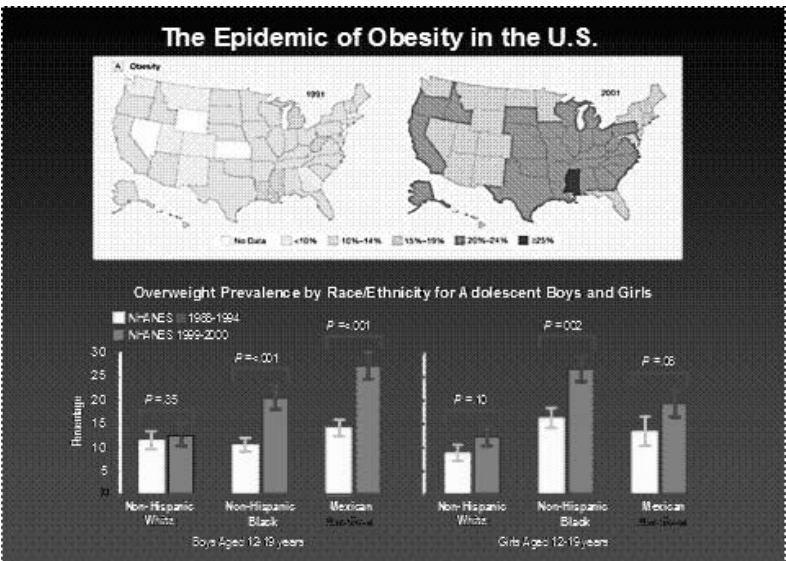 The Epidemic of Obesity in the U.S.
A Obesity
1991
2001
No Data <10% 10%-14% 15%-19% 20%-24% ≥25%
Overweight Prevalence by Race/Ethnicity for Adolescent Boys and Girls
NHANES 1988-1994
NHANES 1999-2000
Percentage
30
25
20
15
10
5
P =.35
P =<.001
P =<.001
P =.10
P =.002
P =.06
Non-Hispanic White
Non-Hispanic Black
Mexican
Non-Hispanic White
Non-Hispanic Black
Mexican
Boys Aged 12-19 years
Girls Aged 12-19 years